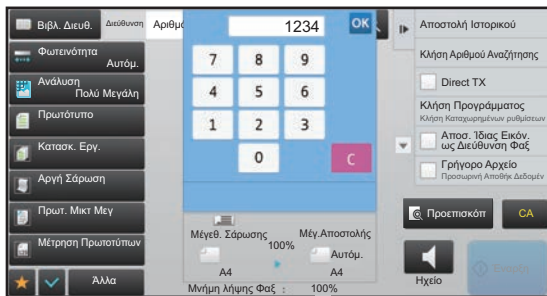 Βιβλ. Διευθ.
Διεύθυνση
Αριθμ
1234
OK
Φωτεινότητα
Αυτόμ.
Ανάλυση
Πολύ Μεγάλη
Πρωτότυπο
Κατασκ. Εργ.
Αργή Σάρωση
Πρωτ. Μικτ Μεγ
Μέτρηση Πρωτοτύπων
Άλλα
7 8 9
4 5 6
1 2 3
0 C
Μέγεθ. Σάρωσης
Μέγ.Αποστολής
100%
Αυτόμ.
A4
A4
Μνήμη λήψης Φαξ : 100%
Αποστολή Ιστορικού
Κλήση Αριθμού Αναζήτησης
Direct TX
Κλήση Προγράμματος
Κλήση Καταχωρημένων ρυθμίσεων
Αποσ. Ίδιας Εικόν.
ως Διεύθυνση Φαξ
Γρήγορο Αρχείο
Προσωρινή Αποθήκ Δεδομέν
Προεπισκόπ
CA
Ηχείο
Έναρξη